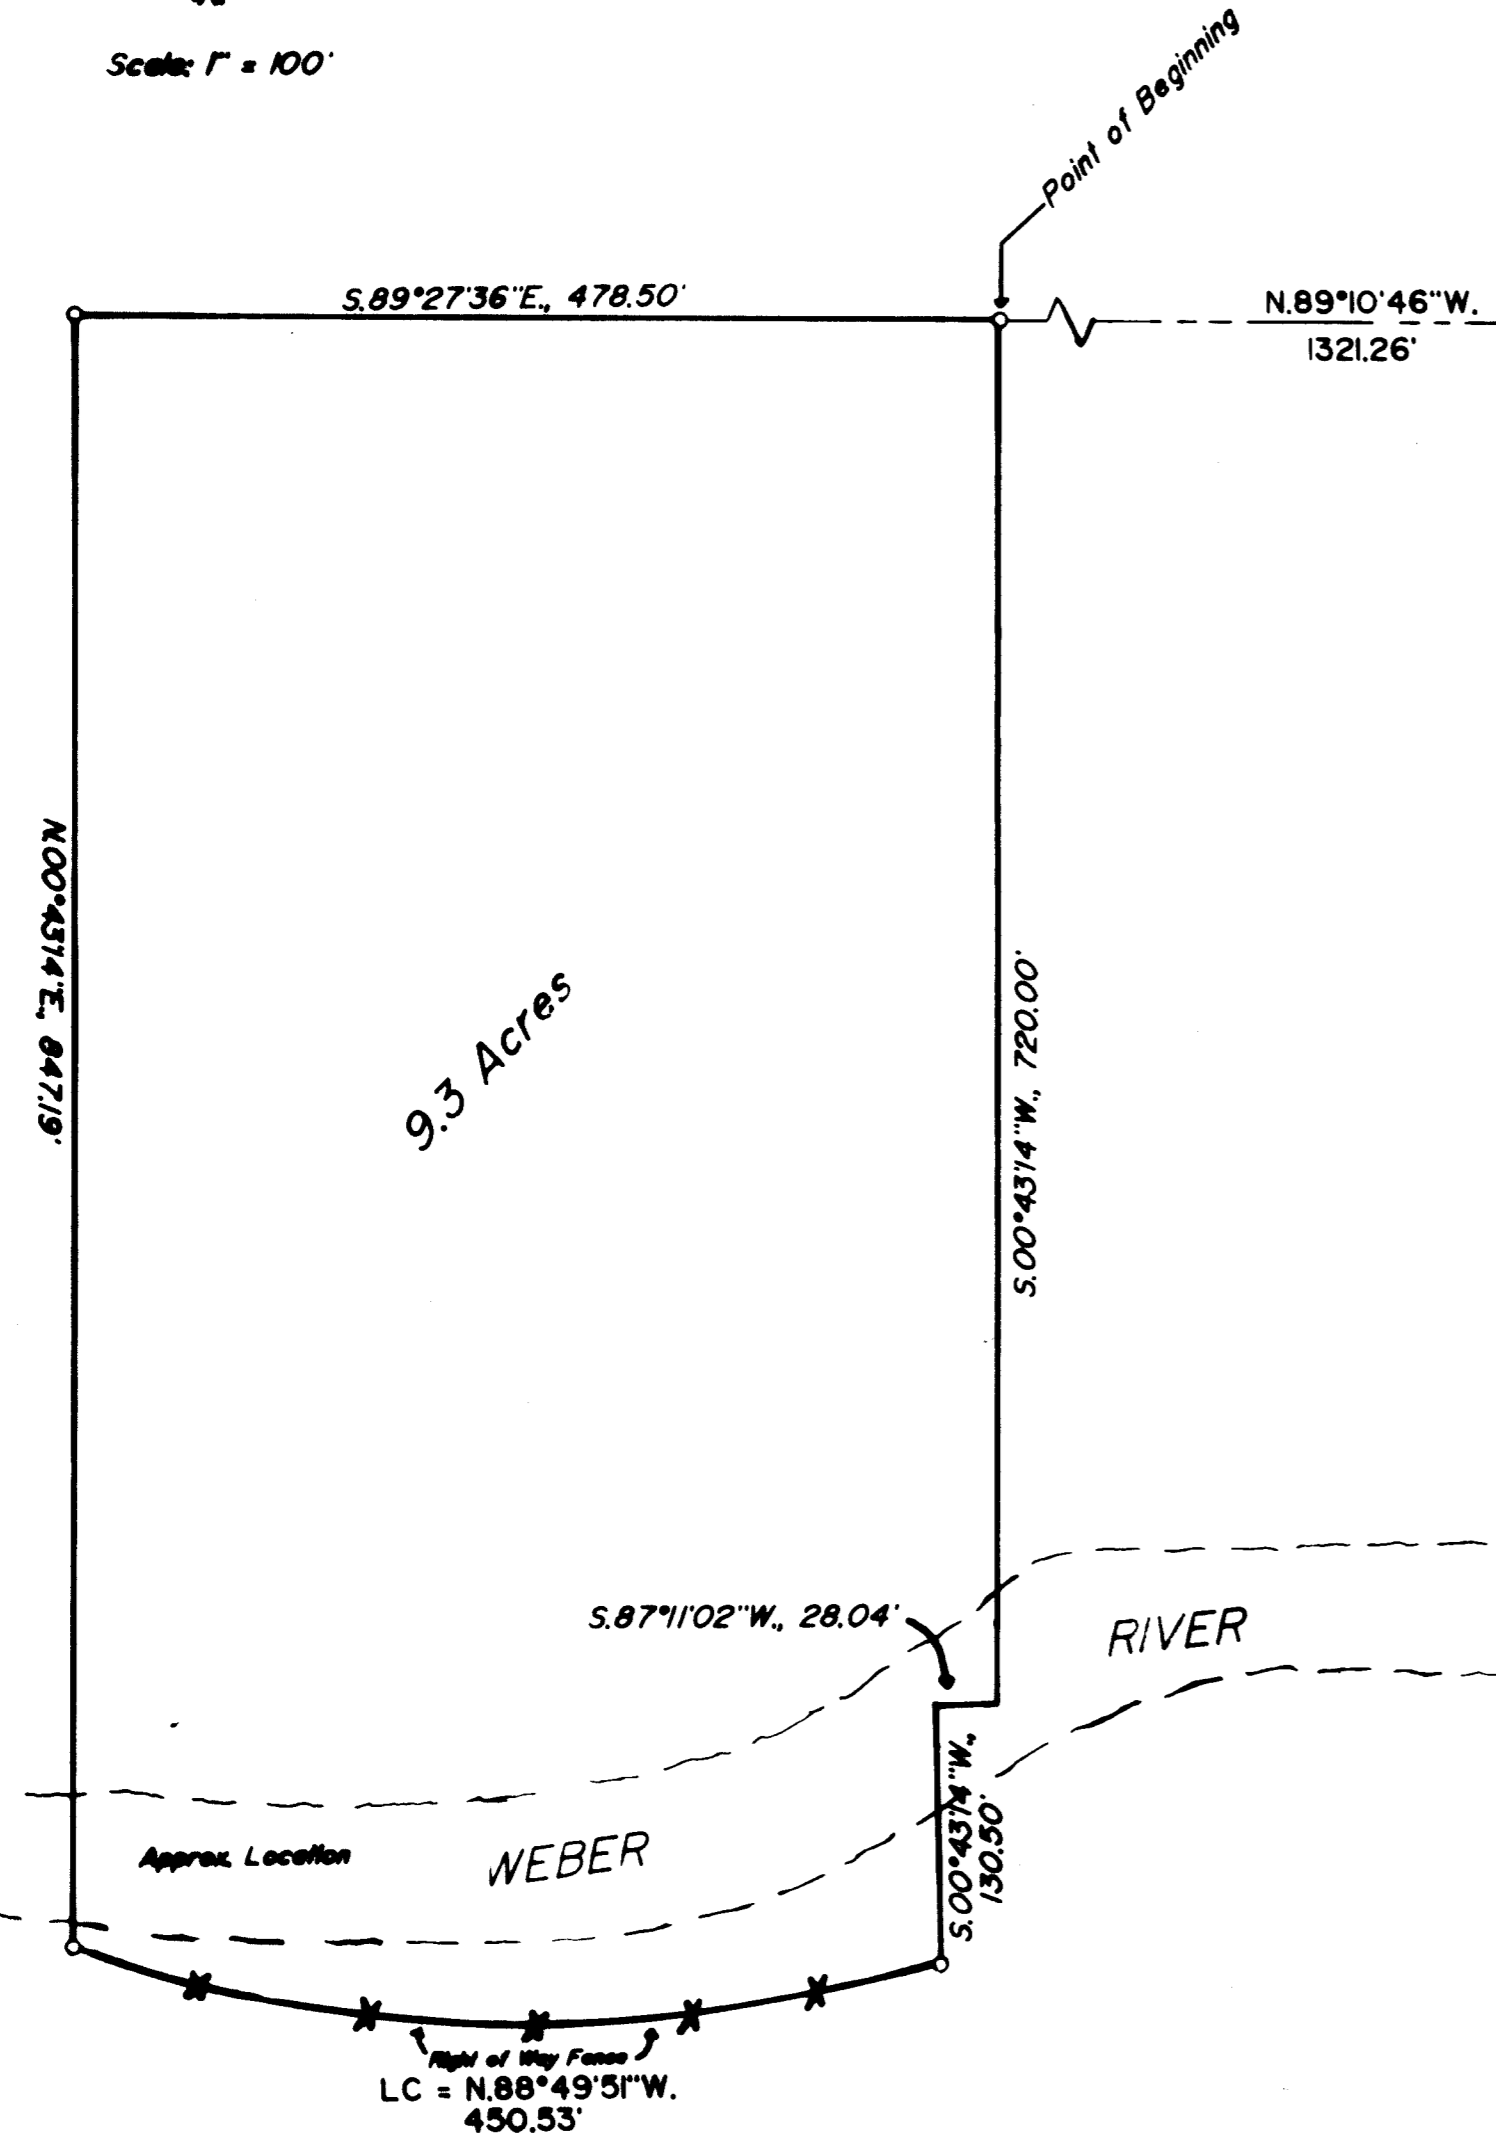 Scale: 1" = 100'
Point of Beginning
S.89°27'36"E., 478.50'
N.89°10'46"W.
1321.26'
N.00°43'14"E., 847.19'
9.3 Acres
S.00°43'14"W., 720.00'
S.87°11'02"W., 28.04'
RIVER
S.00°43'14"W.,
130.50'
Approx. Location
WEBER
Right of Way Fence
LC = N.88°49'51"W.
450.53'